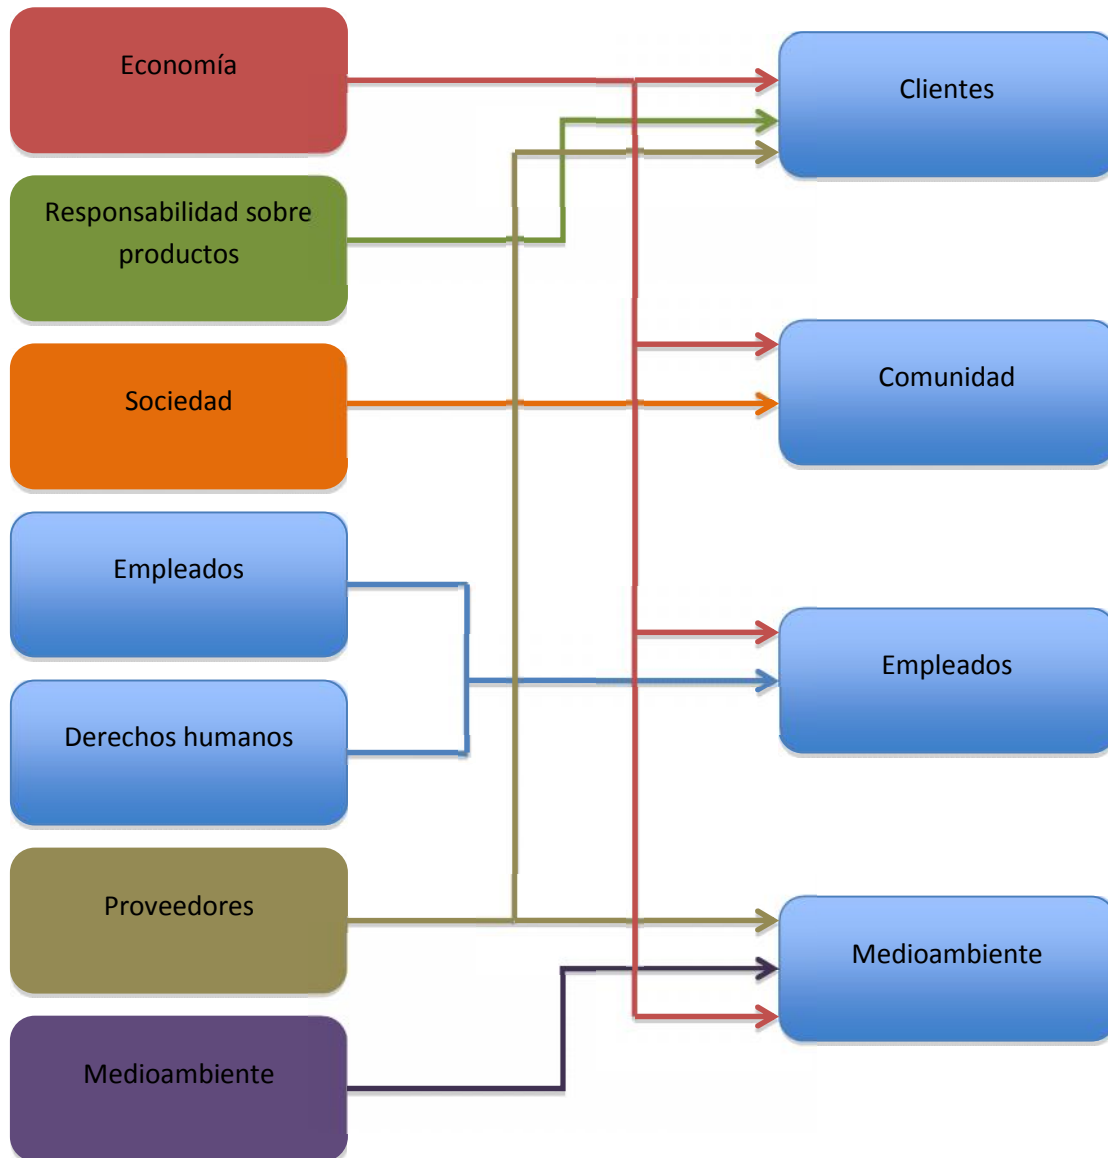 Economía
Responsabilidad sobre
productos
Sociedad
Empleados
Derechos humanos
Proveedores
Medioambiente
Clientes
Comunidad
Empleados
Medioambiente